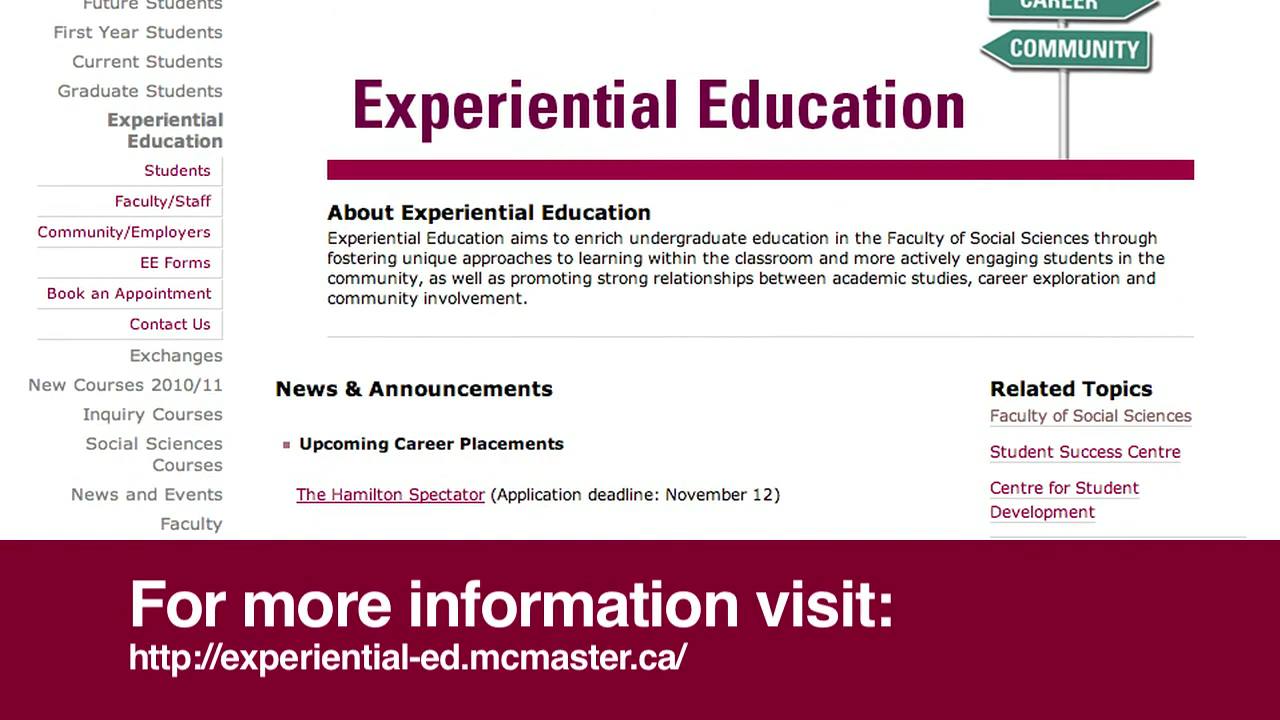 Future Students
First Year Students
Current Students
Graduate Students
Experiential
Education
Students
Faculty/Staff
Community/Employers
EE Forms
Book an Appointment
Contact Us
Exchanges
New Courses 2010/11
Inquiry Courses
Social Sciences
Courses
News and Events
Faculty
CAREER
COMMUNITY
Experiential Education
About Experiential Education
Experiential Education aims to enrich undergraduate education in the Faculty of Social Sciences through
fostering unique approaches to learning within the classroom and more actively engaging students in the
community, as well as promoting strong relationships between academic studies, career exploration and
community involvement.
News & Announcements
Upcoming Career Placements
The Hamilton Spectator (Application deadline: November 12)
Related Topics
Faculty of Social Sciences
Student Success Centre
Centre for Student
Development
For more information visit:
http://experiential-ed.mcmaster.ca/